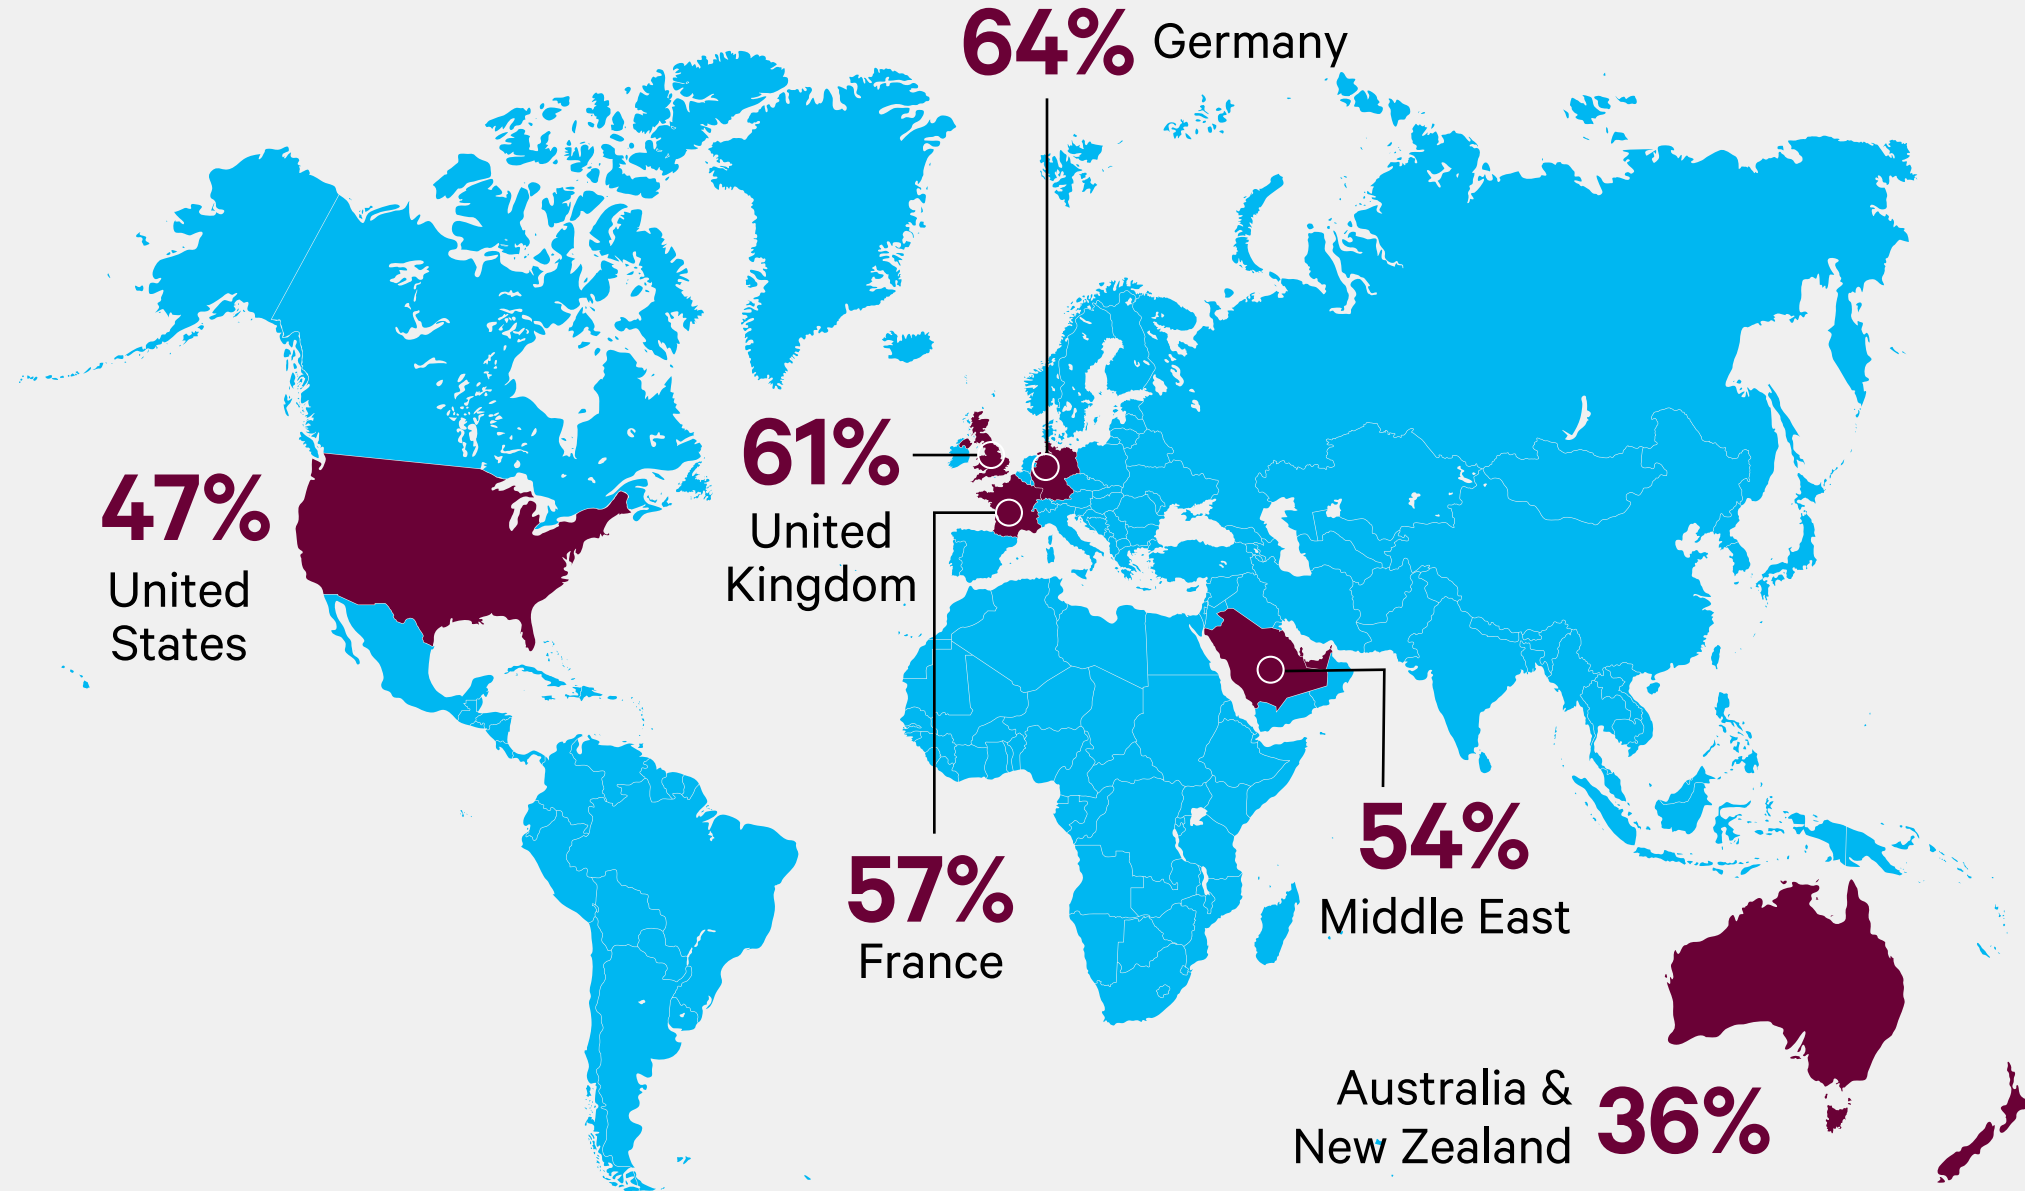 64% Germany
61%
United
Kingdom
47%
United
States
57%
France
54%
Middle East
Australia &
New Zealand
36%